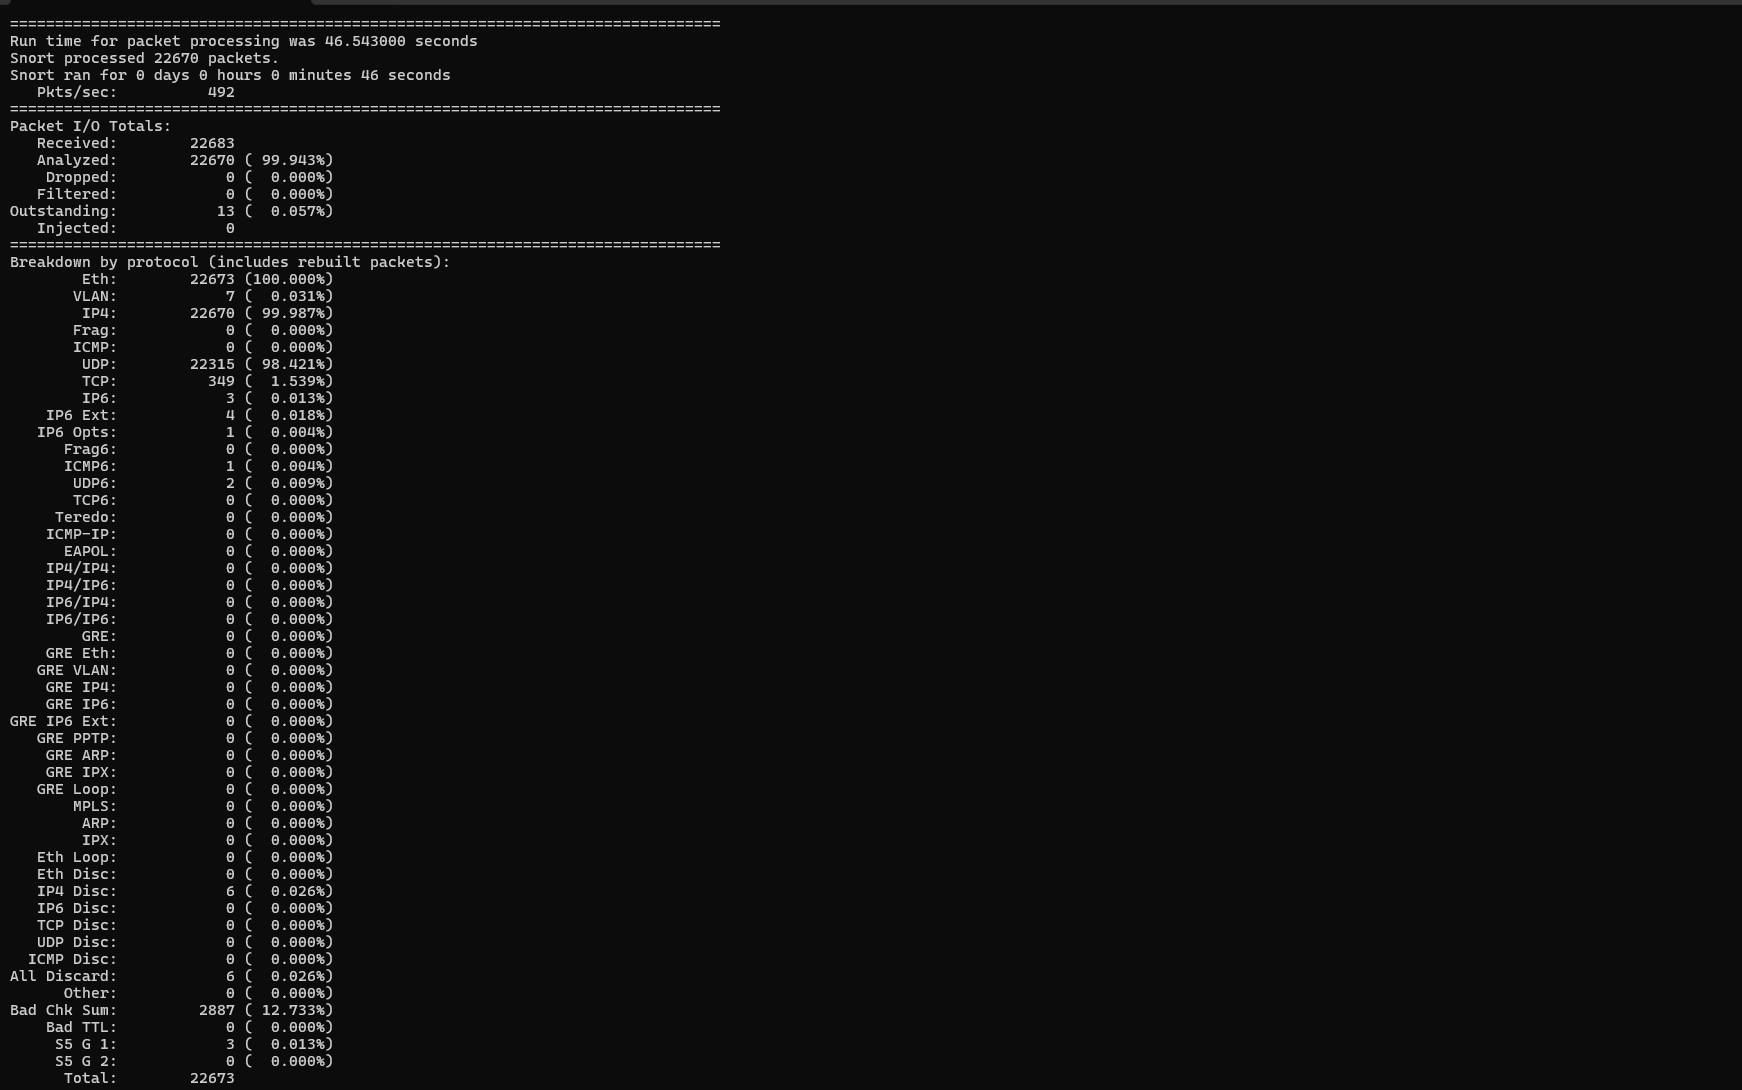 ===============================================================================
Run time for packet processing was 46.543000 seconds
Snort processed 22670 packets.
Snort ran for 0 days 0 hours 0 minutes 46 seconds
   Pkts/sec:          492
===============================================================================
Packet I/O Totals:
   Received:        22683
   Analyzed:        22670 ( 99.943%)
    Dropped:            0 (  0.000%)
   Filtered:            0 (  0.000%)
Outstanding:           13 (  0.057%)
   Injected:            0
===============================================================================
Breakdown by protocol (includes rebuilt packets):
        Eth:        22673 (100.000%)
       VLAN:            7 (  0.031%)
        IP4:        22670 ( 99.987%)
       Frag:            0 (  0.000%)
       ICMP:            0 (  0.000%)
        UDP:        22315 ( 98.421%)
        TCP:          349 (  1.539%)
        IP6:            3 (  0.013%)
    IP6 Ext:            4 (  0.018%)
   IP6 Opts:            1 (  0.004%)
      Frag6:            0 (  0.000%)
      ICMP6:            1 (  0.004%)
       UDP6:            2 (  0.009%)
       TCP6:            0 (  0.000%)
     Teredo:            0 (  0.000%)
    ICMP-IP:            0 (  0.000%)
      EAPOL:            0 (  0.000%)
    IP4/IP4:            0 (  0.000%)
    IP4/IP6:            0 (  0.000%)
    IP6/IP4:            0 (  0.000%)
    IP6/IP6:            0 (  0.000%)
        GRE:            0 (  0.000%)
    GRE Eth:            0 (  0.000%)
   GRE VLAN:            0 (  0.000%)
    GRE IP4:            0 (  0.000%)
    GRE IP6:            0 (  0.000%)
GRE IP6 Ext:            0 (  0.000%)
   GRE PPTP:            0 (  0.000%)
    GRE ARP:            0 (  0.000%)
    GRE IPX:            0 (  0.000%)
   GRE Loop:            0 (  0.000%)
       MPLS:            0 (  0.000%)
        ARP:            0 (  0.000%)
        IPX:            0 (  0.000%)
   Eth Loop:            0 (  0.000%)
   Eth Disc:            0 (  0.000%)
   IP4 Disc:            6 (  0.026%)
   IP6 Disc:            0 (  0.000%)
   TCP Disc:            0 (  0.000%)
   UDP Disc:            0 (  0.000%)
  ICMP Disc:            0 (  0.000%)
All Discard:            6 (  0.026%)
      Other:            0 (  0.000%)
Bad Chk Sum:         2887 ( 12.733%)
    Bad TTL:            0 (  0.000%)
     S5 G 1:            3 (  0.013%)
     S5 G 2:            0 (  0.000%)
      Total:        22673